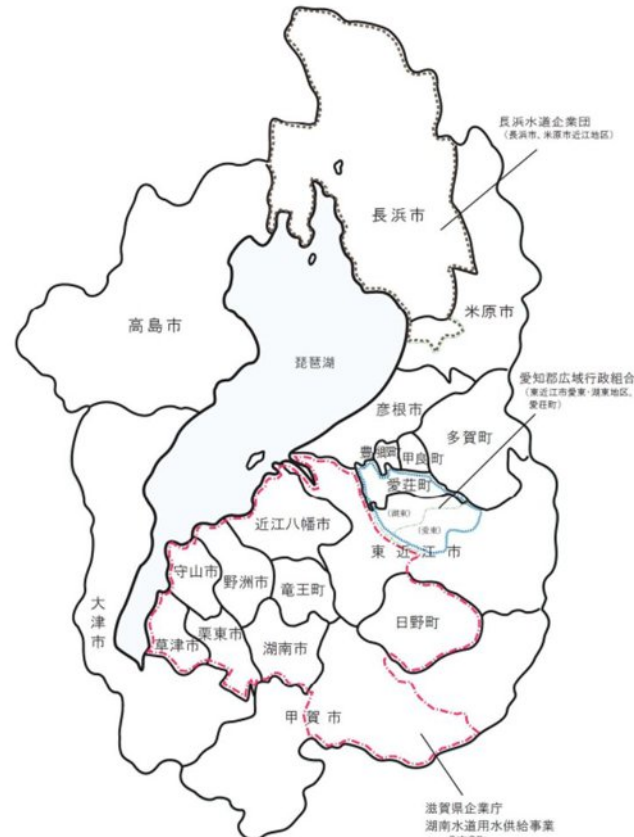 長浜水道企業団
(長浜市、米原市近江地区)
長浜市
米原市
高島市
琵琶湖
愛知郡広域行政組合
(東近江市愛東・湖東地区、
愛荘町)
彦根市
多賀町
豊郷町
甲良町
愛荘町
(湖東)
(愛東)
近江八幡市
東近江市
守山市
野洲市
竜王町
大津市
日野町
草津市
栗東市
湖南市
甲賀市
滋賀県企業庁
湖南水道用水供給事業